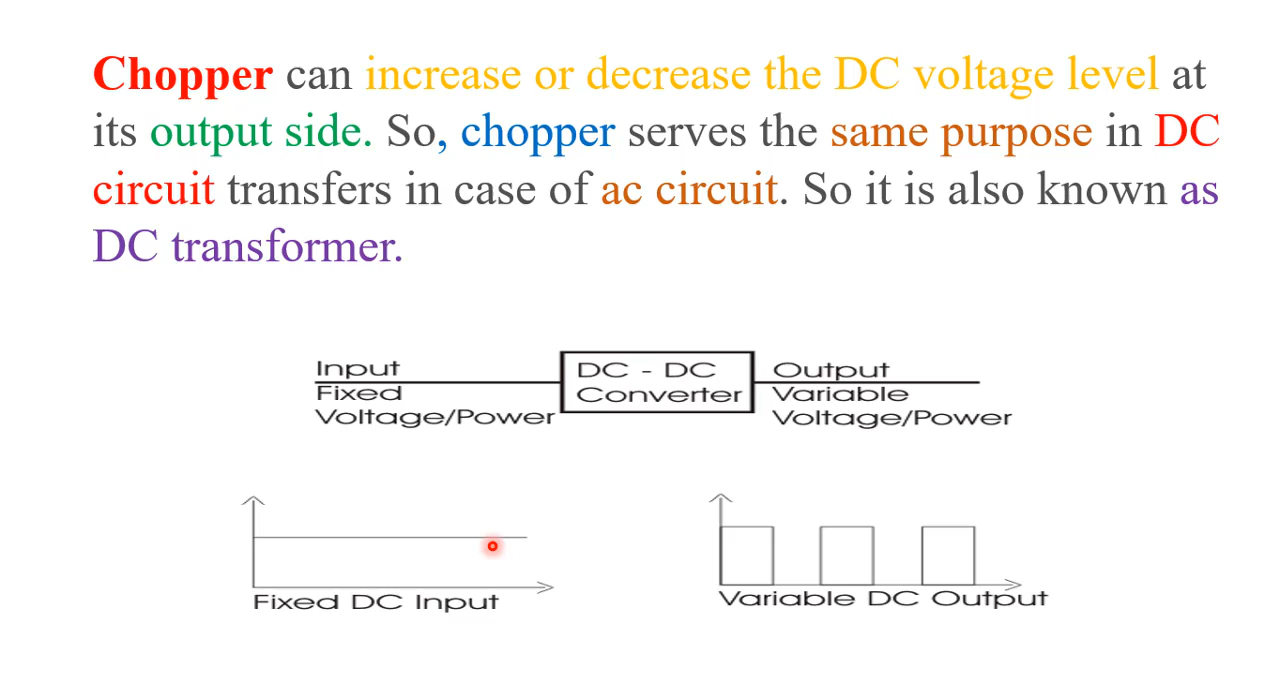 Chopper can increase or decrease the DC voltage level at
its output side. So, chopper serves the same purpose in DC
circuit transfers in case of ac circuit. So it is also known as
DC transformer.
Input
Fixed
Voltage/Power
DC - DC
Converter
Output
Variable
Voltage/Power
Fixed DC Input
Variable DC Output